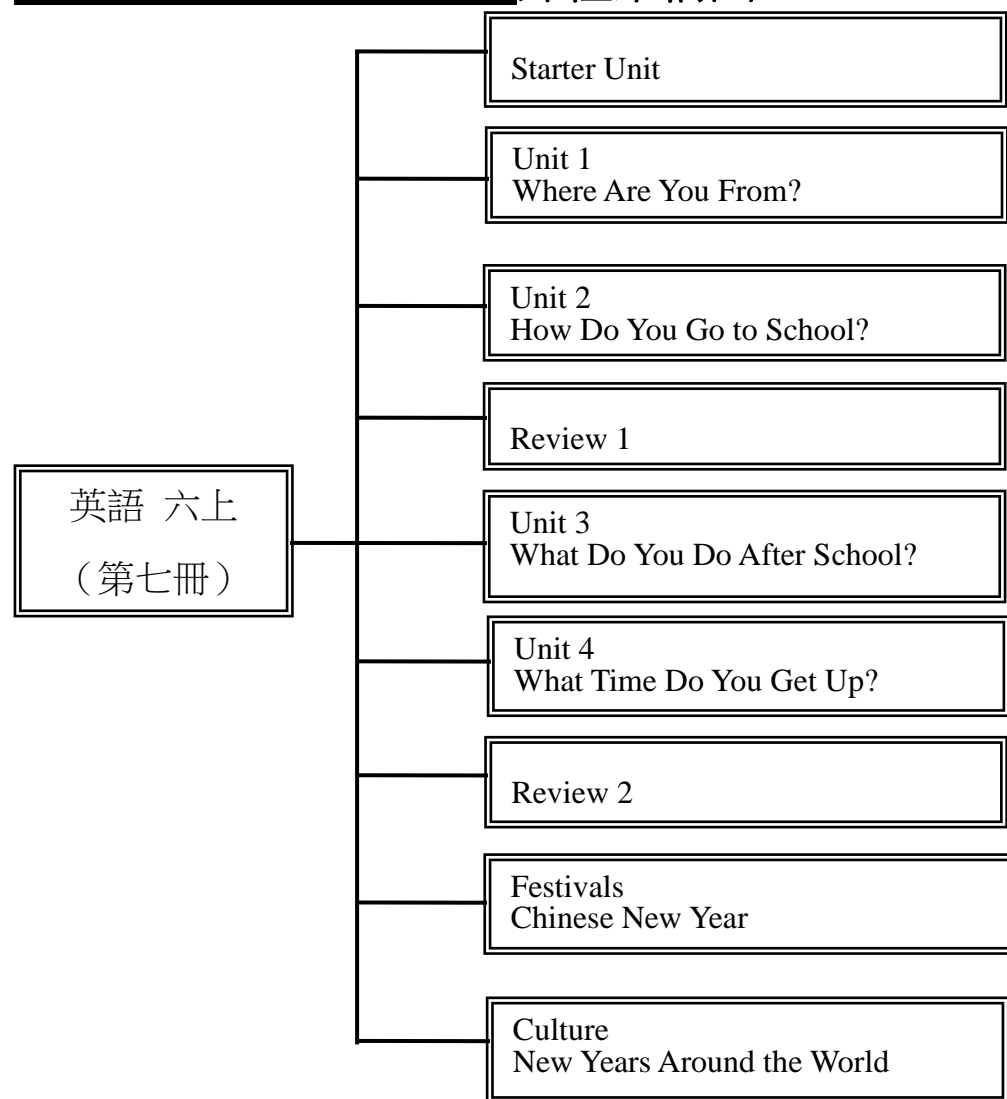 Starter Unit
Unit 1
Where Are You From?
Unit 2
How Do You Go to School?
Review 1
英語 六上
（第七冊）
Unit 3
What Do You Do After School?
Unit 4
What Time Do You Get Up?
Review 2
Festivals
Chinese New Year
Culture
New Years Around the World